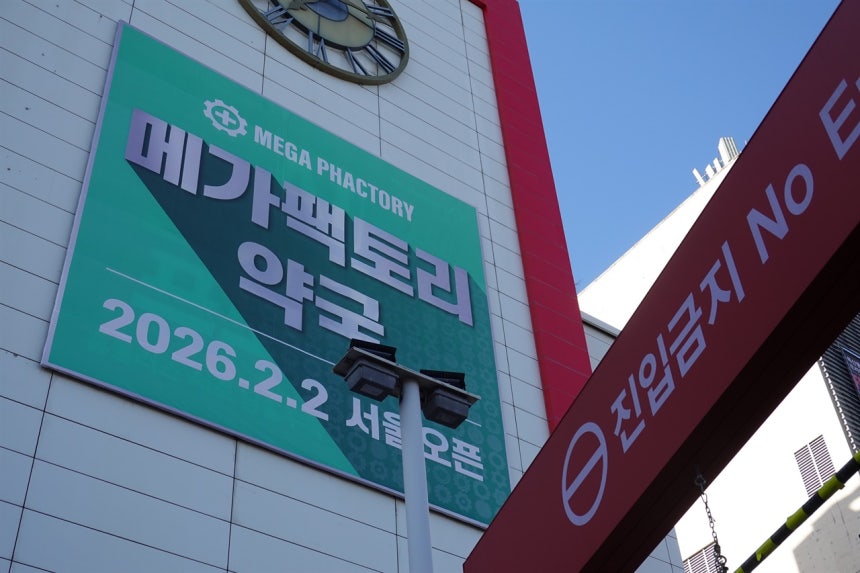 MEGA PHACTORY
메가팩토리
약국
2026.2.2 서울오픈
진입금지 No E